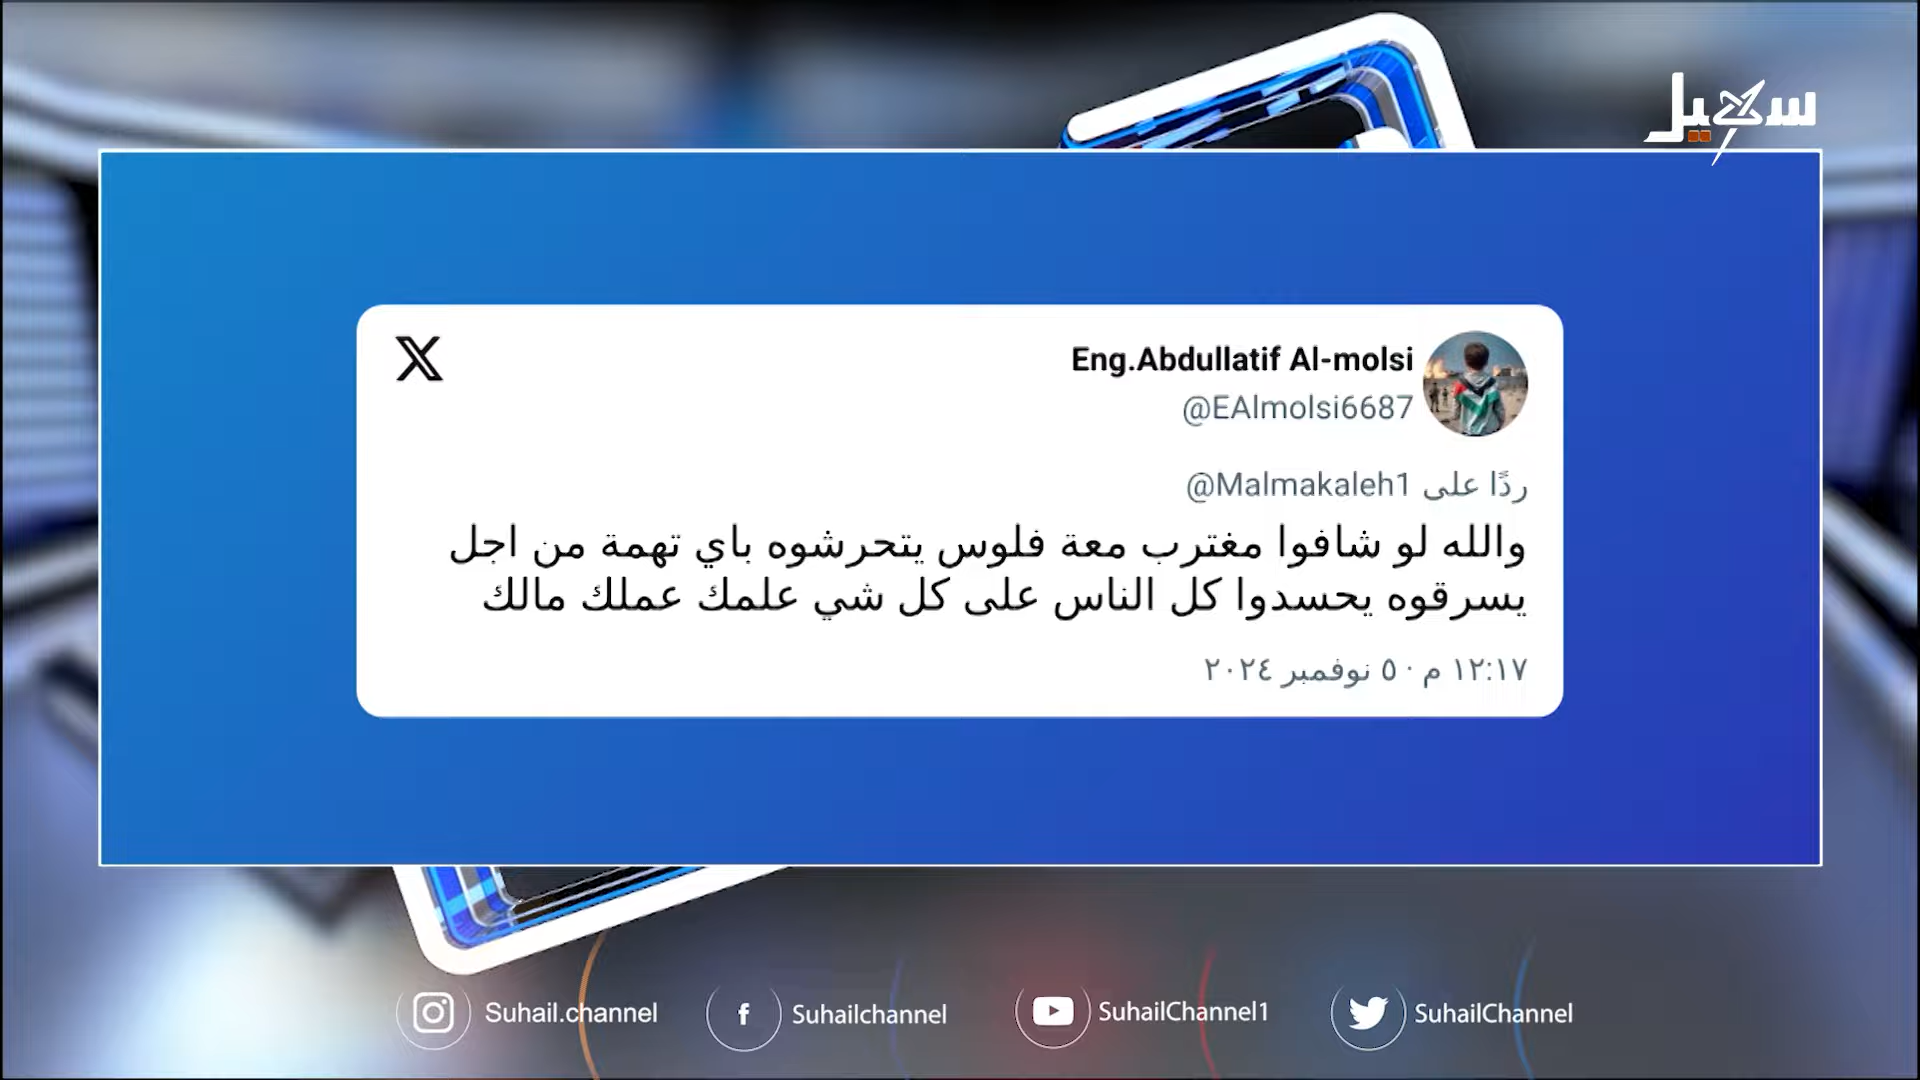 سهيل
Eng.Abdullatif Al-molsi
@EAlmolsi6687
ردًا على @Malmakaleh1
والله لو شافوا مغترب معة فلوس يتحرشوه باي تهمة من اجل
يسرقوه يحسدوا كل الناس على كل شي علمك عملك مالك
١٢:١٧ م · ٥ نوفمبر ٢٠٢٤
Suhail.channel
Suhailchannel
SuhailChannel1
SuhailChannel